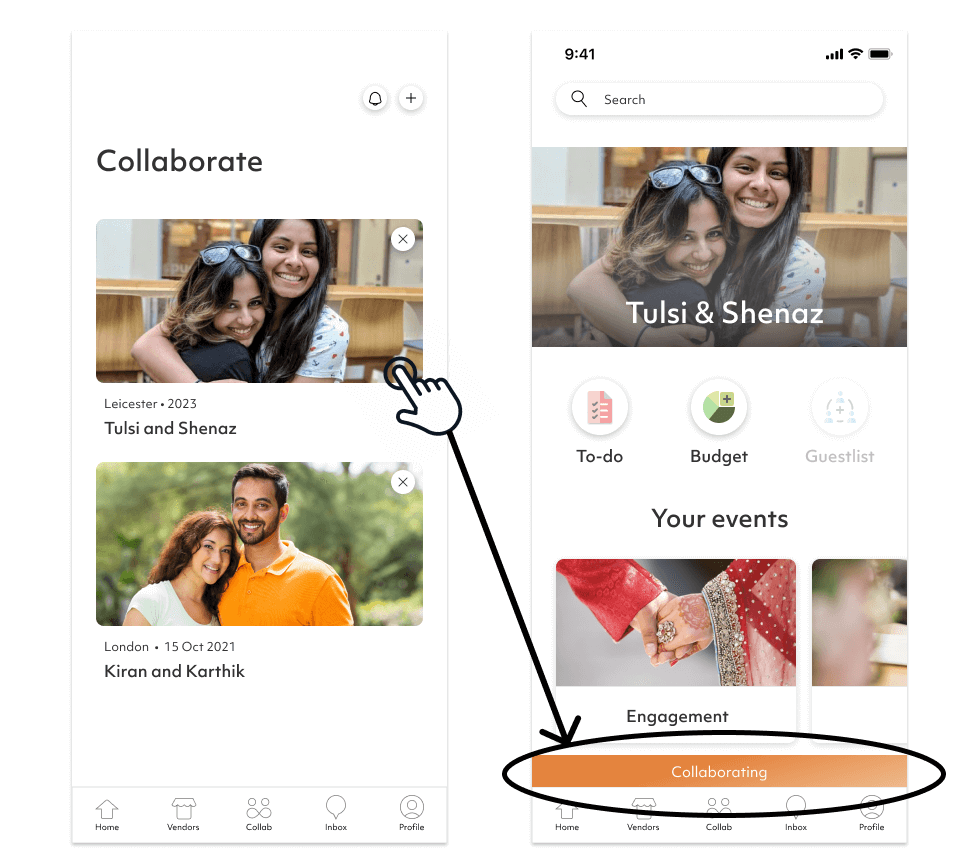 Collaborate
Leicester • 2023
Tulsi and Shenaz
London • 15 Oct 2021
Kiran and Karthik
Home Vendors Collab Inbox Profile
9:41
Search
Tulsi & Shenaz
To-do Budget Guestlist
Your events
Engagement
Collaborating
Home Vendors Collab Inbox Profile